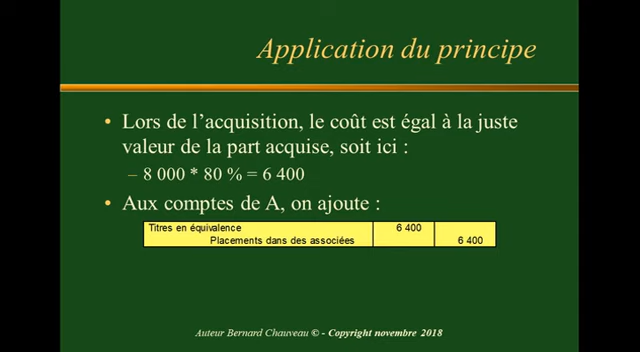 Application du principe
• Lors de l'acquisition, le coût est égal à la juste
valeur de la part acquise, soit ici :
– 8 000 * 80 % = 6 400
• Aux comptes de A, on ajoute :
Titres en équivalence 6 400
Placements dans des associées 6 400
Auteur Bernard Chauveau © - Copyright novembre 2018